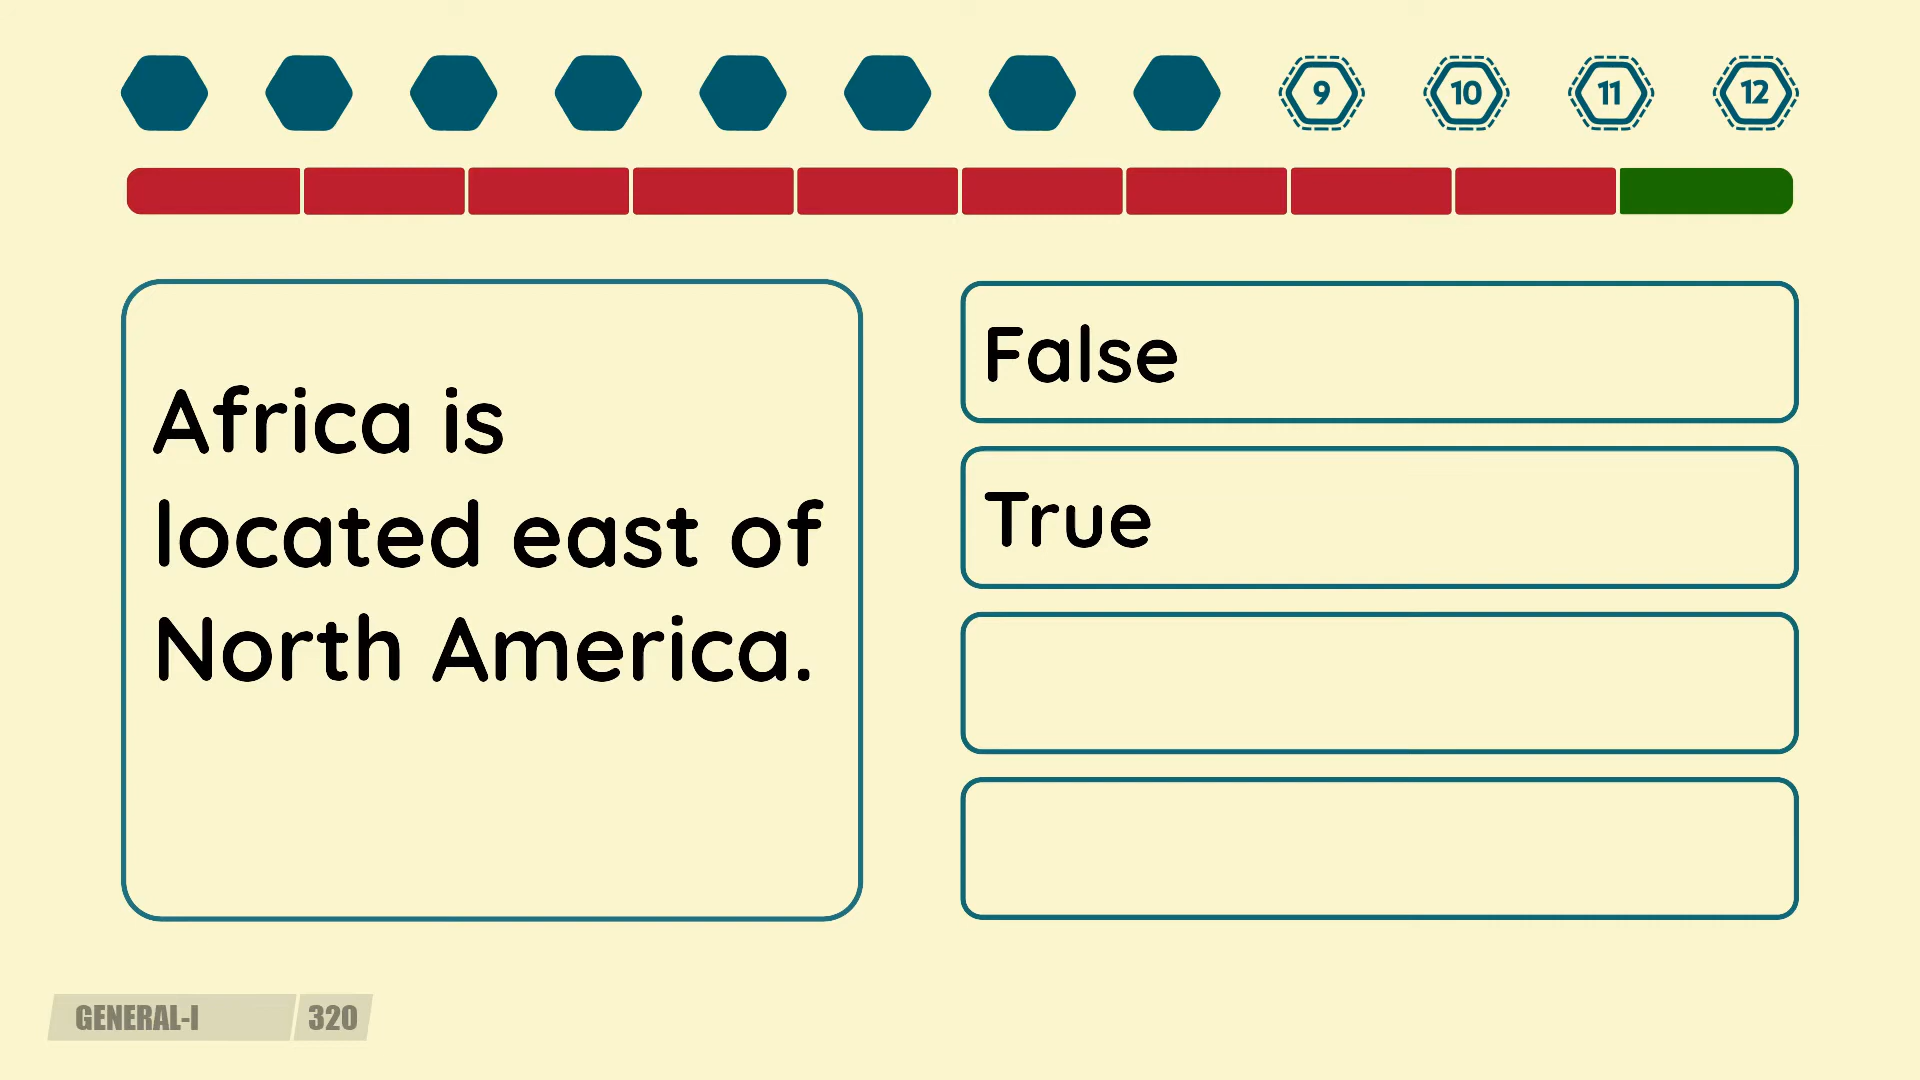 9
10
11
12
Africa is
located east of
North America.
False
True
GENERAL-I 320